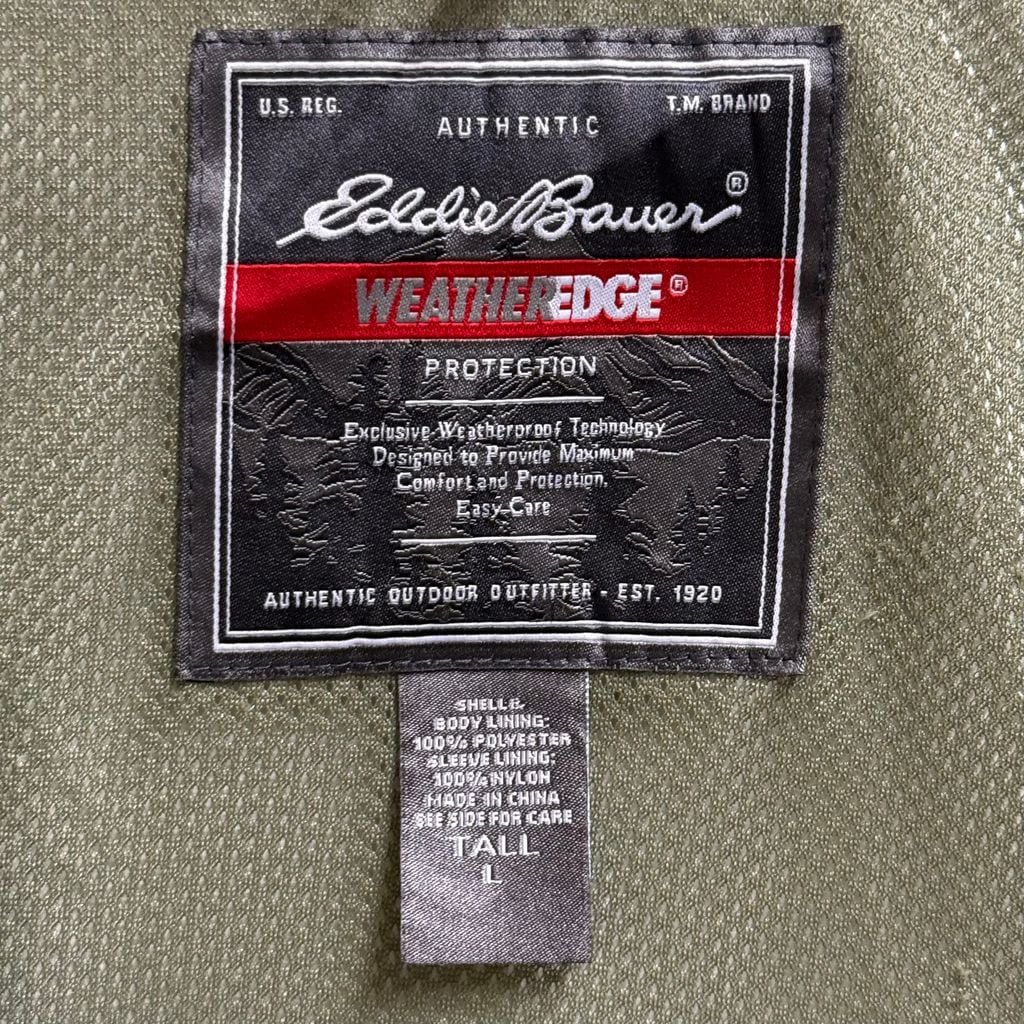 U.S. REG. T.M. BRAND
AUTHENTIC
Eddie Bauer ®
WEATHEREDGE®
PROTECTION
Exclusive Weatherproof Technology
Designed to Provide Maximum
Comfort and Protection.
Easy Care
AUTHENTIC OUTDOOR OUTFITTER - EST. 1920
SHELL &
BODY LINING:
100% POLYESTER
SLEEVE LINING:
100% NYLON
MADE IN CHINA
SEE SIDE FOR CARE
TALL
L